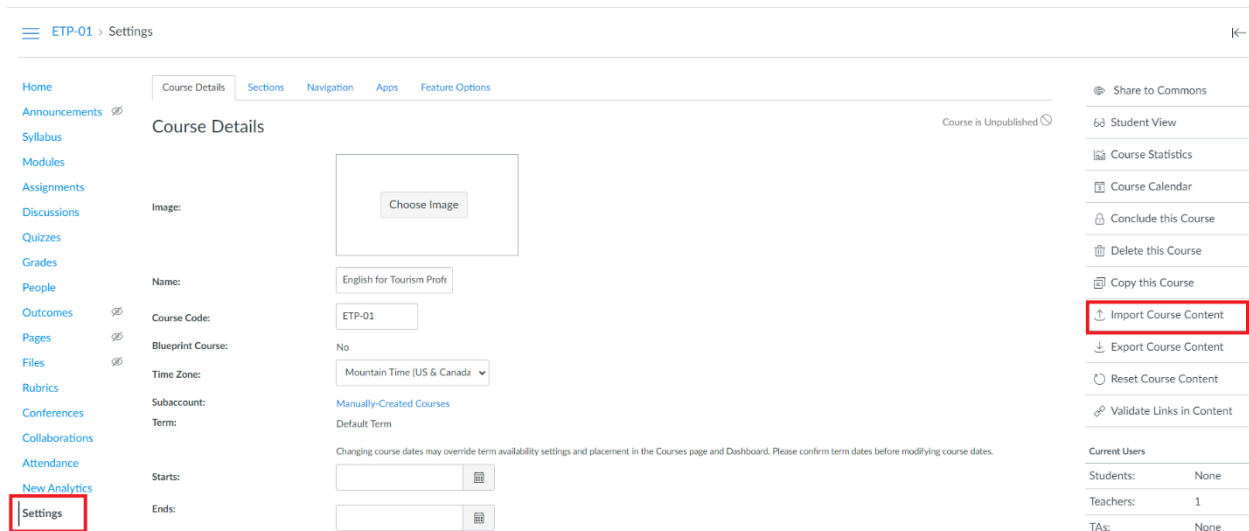 ETP-01 > Settings
Home
Announcements
Syllabus
Modules
Assignments
Discussions
Quizzes
Grades
People
Outcomes
Pages
Files
Rubrics
Conferences
Collaborations
Attendance
New Analytics
Settings
Course Details Sections Navigation Apps Feature Options
Course Details
Course is Unpublished
Image:
Choose Image
Name: English for Tourism Profe
Course Code: ETP-01
Blueprint Course: No
Time Zone: Mountain Time (US & Canada
Subaccount: Manually-Created Courses
Term: Default Term
Changing course dates may override term availability settings and placement in the Courses page and Dashboard. Please confirm term dates before modifying course dates.
Starts:
Ends:
Share to Commons
Student View
Course Statistics
Course Calendar
Conclude this Course
Delete this Course
Copy this Course
Import Course Content
Export Course Content
Reset Course Content
Validate Links in Content
Current Users
Students: None
Teachers: 1
TAs: None